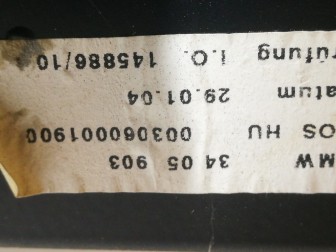 MW 34 05 903
OS HU 003060001900
atum 29.01.04
rüfung I.O. 145886/10